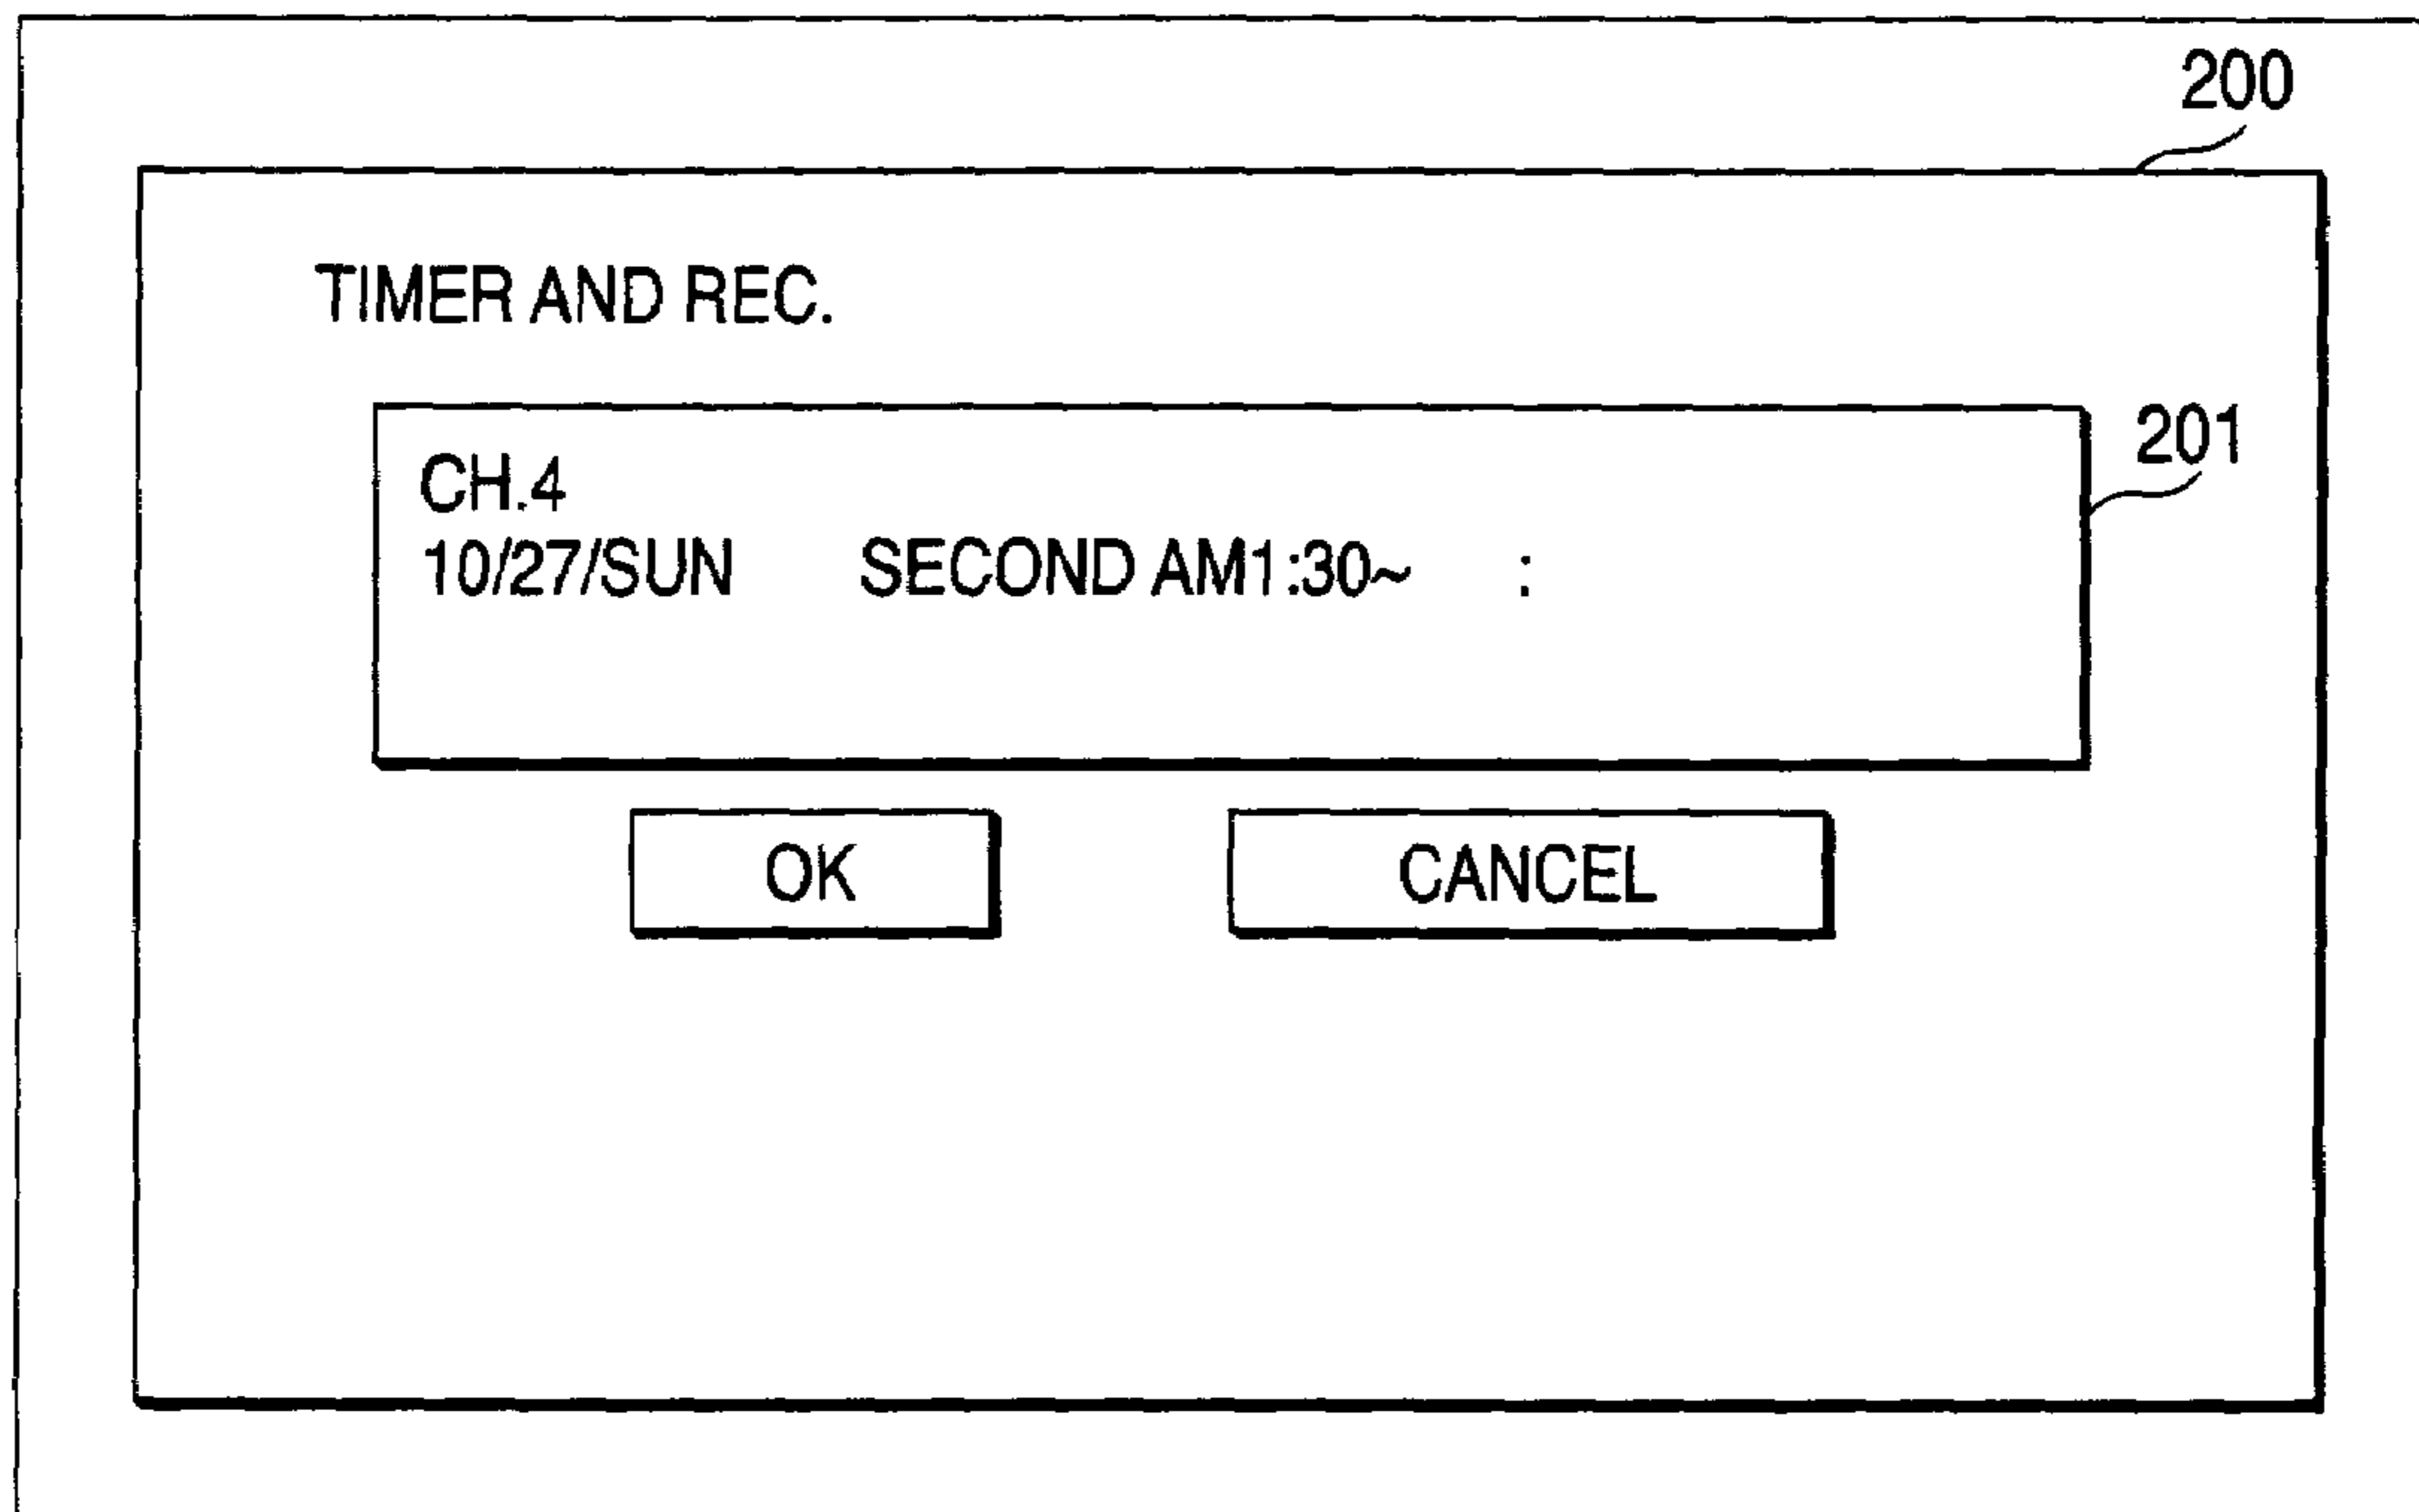 200
TIMER AND REC.
201
CH.4
10/27/SUN SECOND AM1:30~ :
OK CANCEL